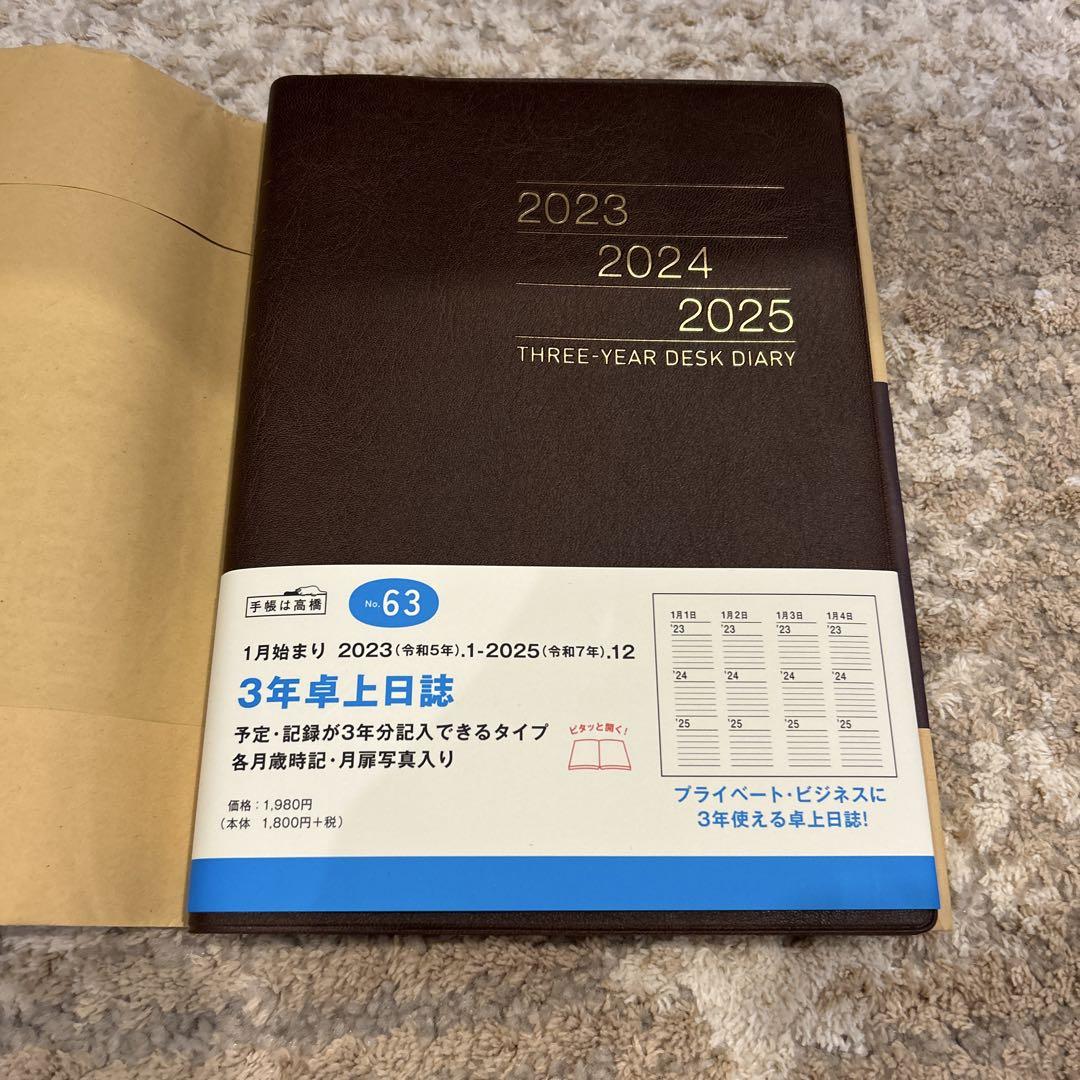 2023
2024
2025
THREE-YEAR DESK DIARY
手帳は高橋
No.63
1月始まり 2023(令和5年).1-2025(令和7年).12
3年卓上日誌
予定・記録が3年分記入できるタイプ
各月歳時記・月扉写真入り
ピタッと開く!
価格:1,980円
(本体 1,800円+税)
1月1日 1月2日 1月3日 1月4日
'23 '23 '23 '23
'24 '24 '24 '24
'25 '25 '25 '25
プライベート・ビジネスに
3年使える卓上日誌!